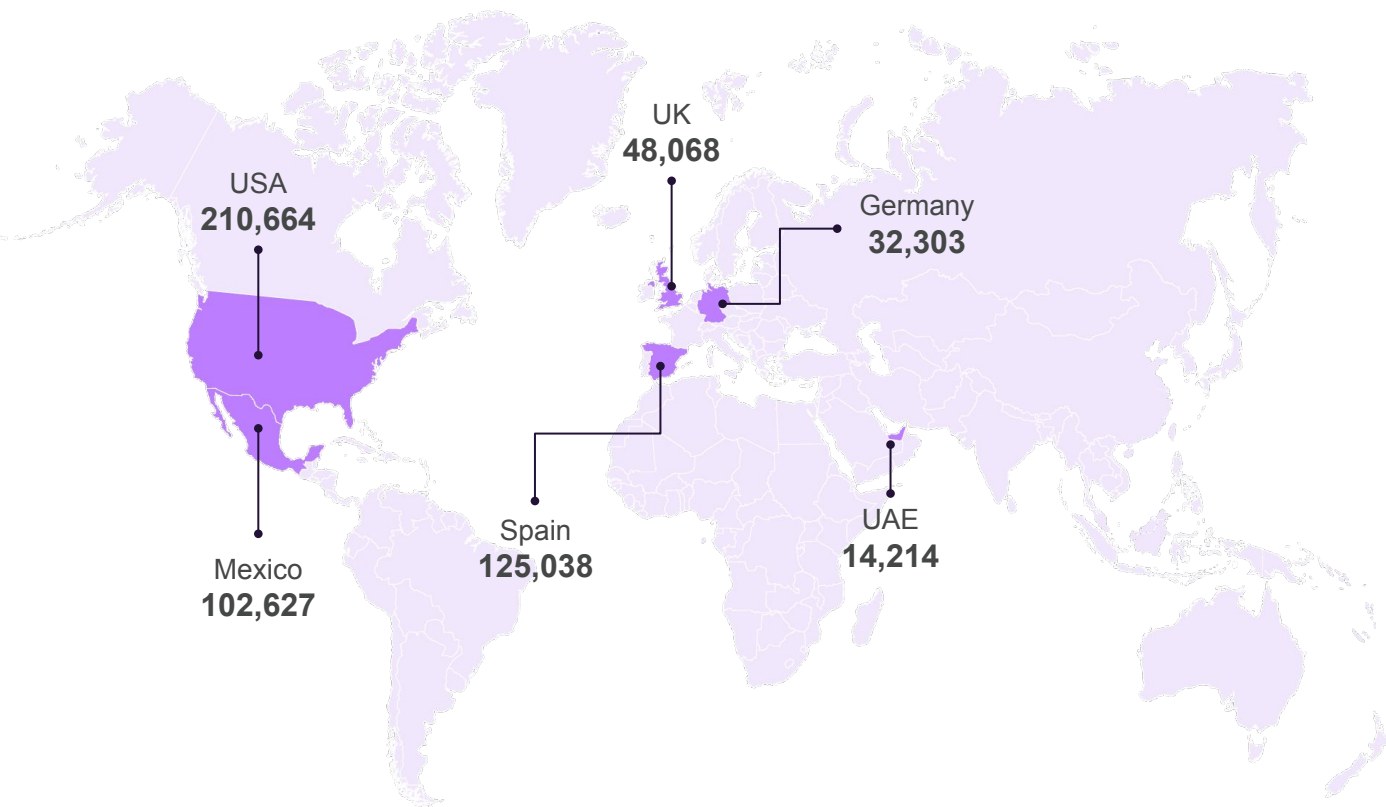 UK
48,068
USA
210,664
Germany
32,303
Spain
125,038
UAE
14,214
Mexico
102,627